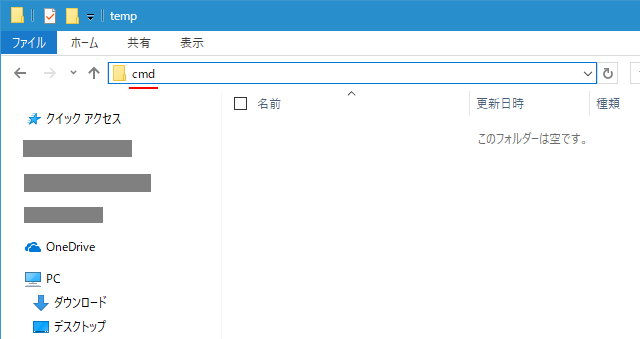 temp
ファイル ホーム 共有 表示
cmd
クイック アクセス
OneDrive
PC
ダウンロード
デスクトップ
名前 更新日時 種類
このフォルダーは空です。